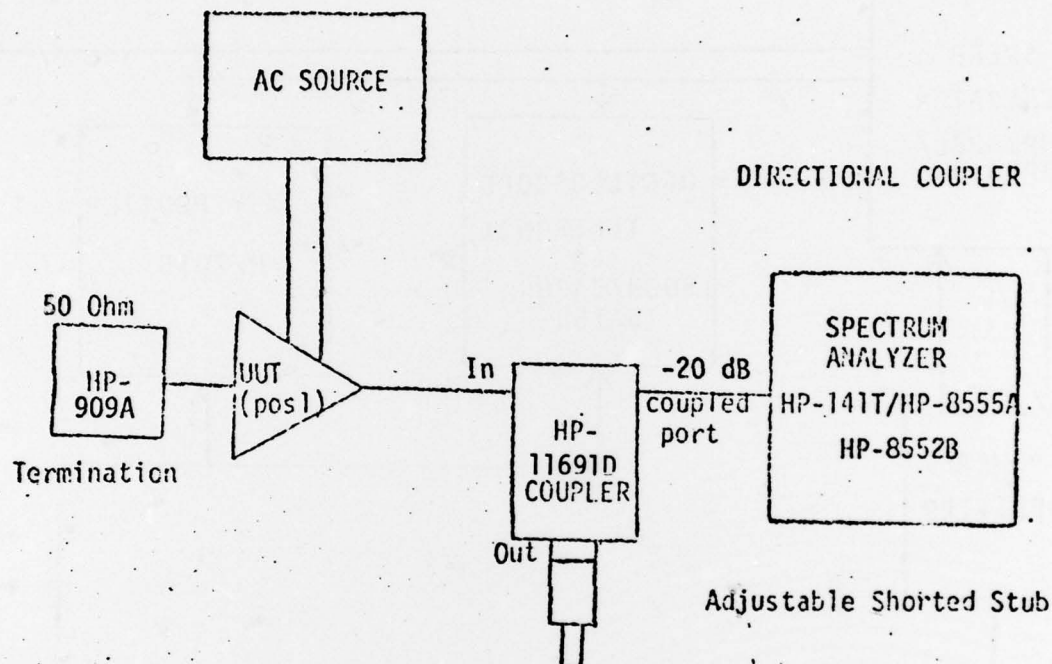 AC SOURCE
DIRECTIONAL COUPLER
50 Ohm
HP-
909A
Termination
UUT
(pos1)
In
HP-
11691D
COUPLER
Out
-20 dB
coupled
port
SPECTRUM
ANALYZER
HP-141T/HP-8555A
HP-8552B
Adjustable Shorted Stub